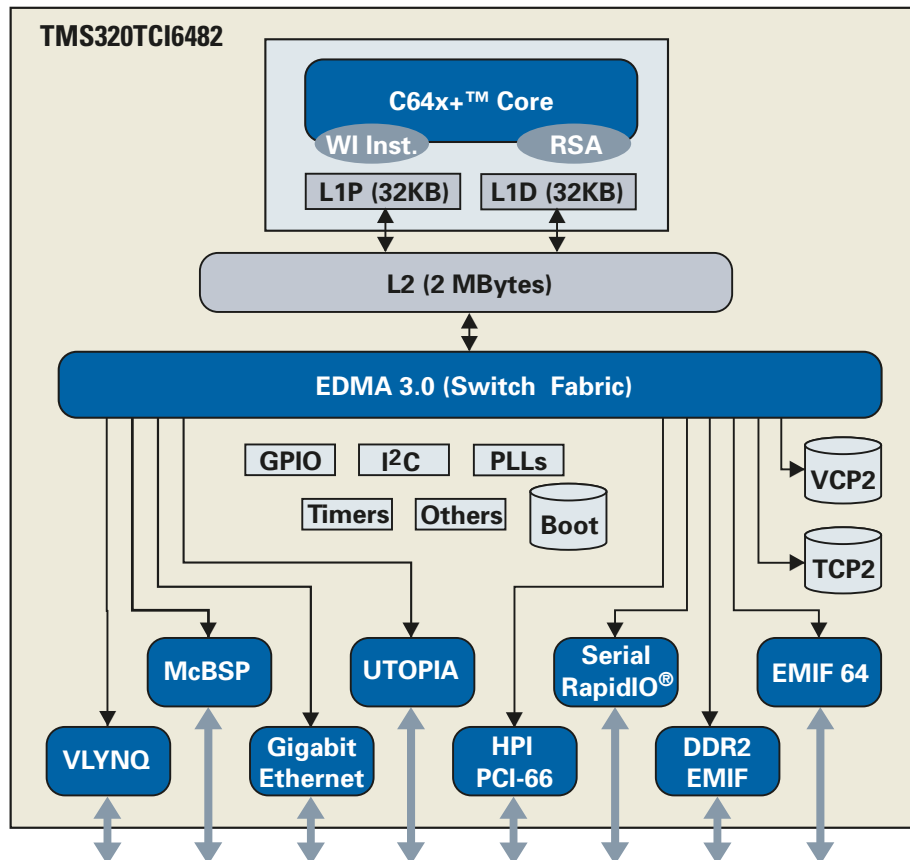 TMS320TCI6482
C64x+™ Core
WI Inst.
RSA
L1P (32KB)
L1D (32KB)
L2 (2 MBytes)
EDMA 3.0 (Switch Fabric)
GPIO
I²C
PLLs
VCP2
Timers
Others
Boot
TCP2
McBSP
UTOPIA
Serial
RapidIO®
EMIF 64
VLYNQ
Gigabit
Ethernet
HPI
PCI-66
DDR2
EMIF